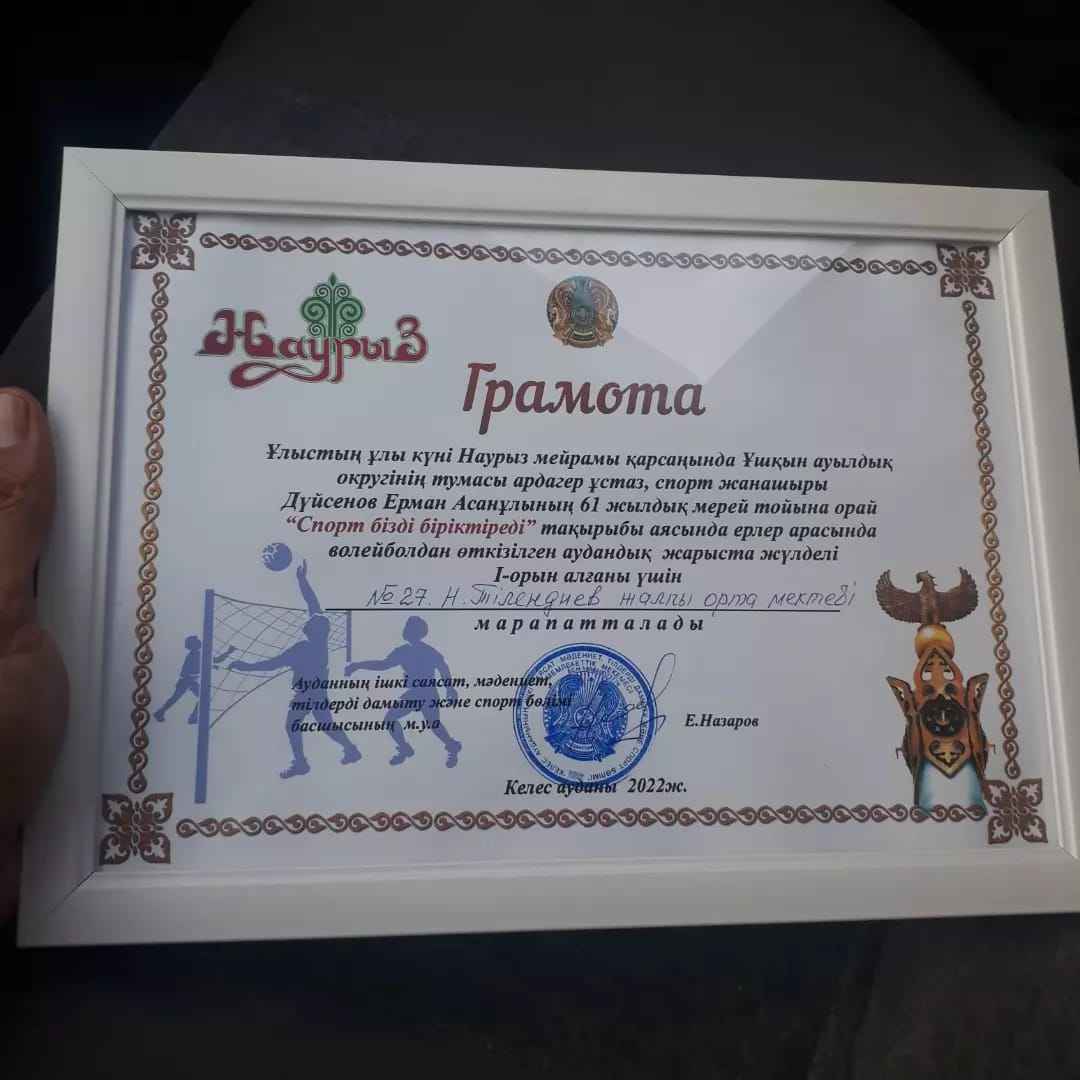 Наурыз
Грамота
Ұлыстың ұлы күні Наурыз мейрамы қарсаңында Ұшқын ауылдық
округінің тумасы ардагер ұстаз, спорт жанашыры
Дүйсенов Ерман Асанұлының 61 жылдық мерей тойына орай
“Спорт бізді біріктіреді” тақырыбы аясында ерлер арасында
волейболдан өткізілген аудандық жарыста жүлделі
І-орын алғаны үшін
№27. Н.Тілендиев жалпы орта мектебі
марапатталады
Ауданның ішкі саясат, мәдениет,
тілдерді дамыту және спорт бөлімі
басшысының м.у.а
Е.Назаров
Келес ауданы 2022ж.